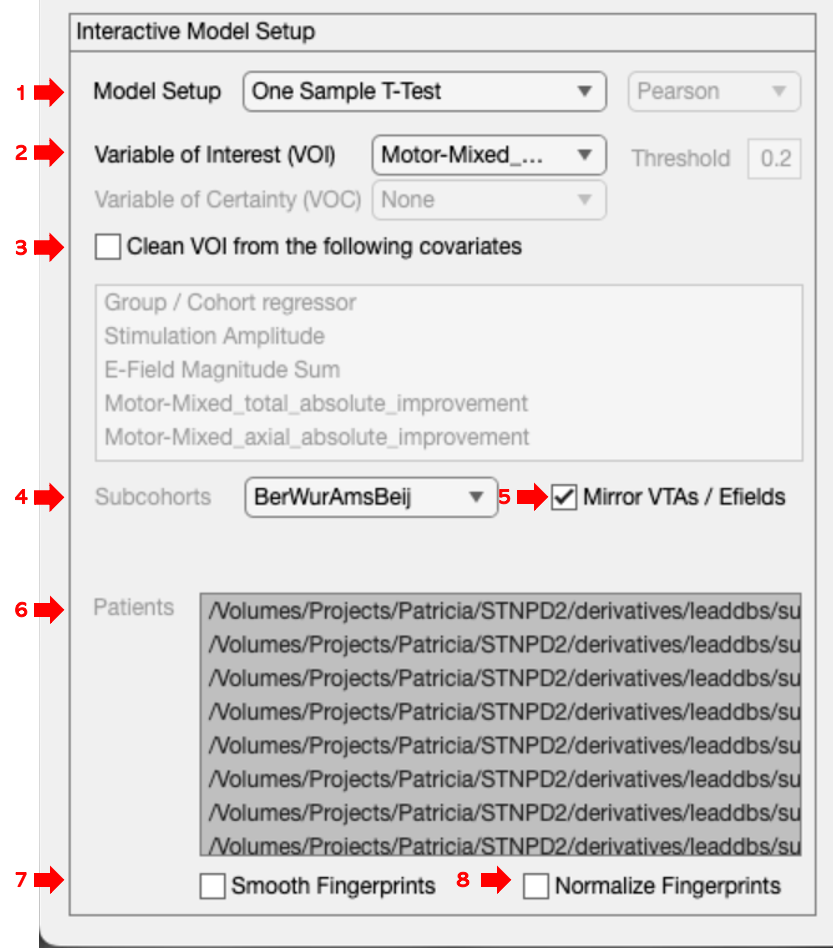 Interactive Model Setup
1 Model Setup One Sample T-Test Pearson
2 Variable of Interest (VOI) Motor-Mixed_... Threshold 0.2
Variable of Certainty (VOC) None
3 Clean VOI from the following covariates
Group / Cohort regressor
Stimulation Amplitude
E-Field Magnitude Sum
Motor-Mixed_total_absolute_improvement
Motor-Mixed_axial_absolute_improvement
4 Subcohorts BerWurAmsBeij 5 Mirror VTAs / Efields
6 Patients /Volumes/Projects/Patricia/STNPD2/derivatives/leaddbs/su
/Volumes/Projects/Patricia/STNPD2/derivatives/leaddbs/su
/Volumes/Projects/Patricia/STNPD2/derivatives/leaddbs/su
/Volumes/Projects/Patricia/STNPD2/derivatives/leaddbs/su
/Volumes/Projects/Patricia/STNPD2/derivatives/leaddbs/su
/Volumes/Projects/Patricia/STNPD2/derivatives/leaddbs/su
/Volumes/Projects/Patricia/STNPD2/derivatives/leaddbs/su
/Volumes/Projects/Patricia/STNPD2/derivatives/leaddbs/su
7 Smooth Fingerprints 8 Normalize Fingerprints